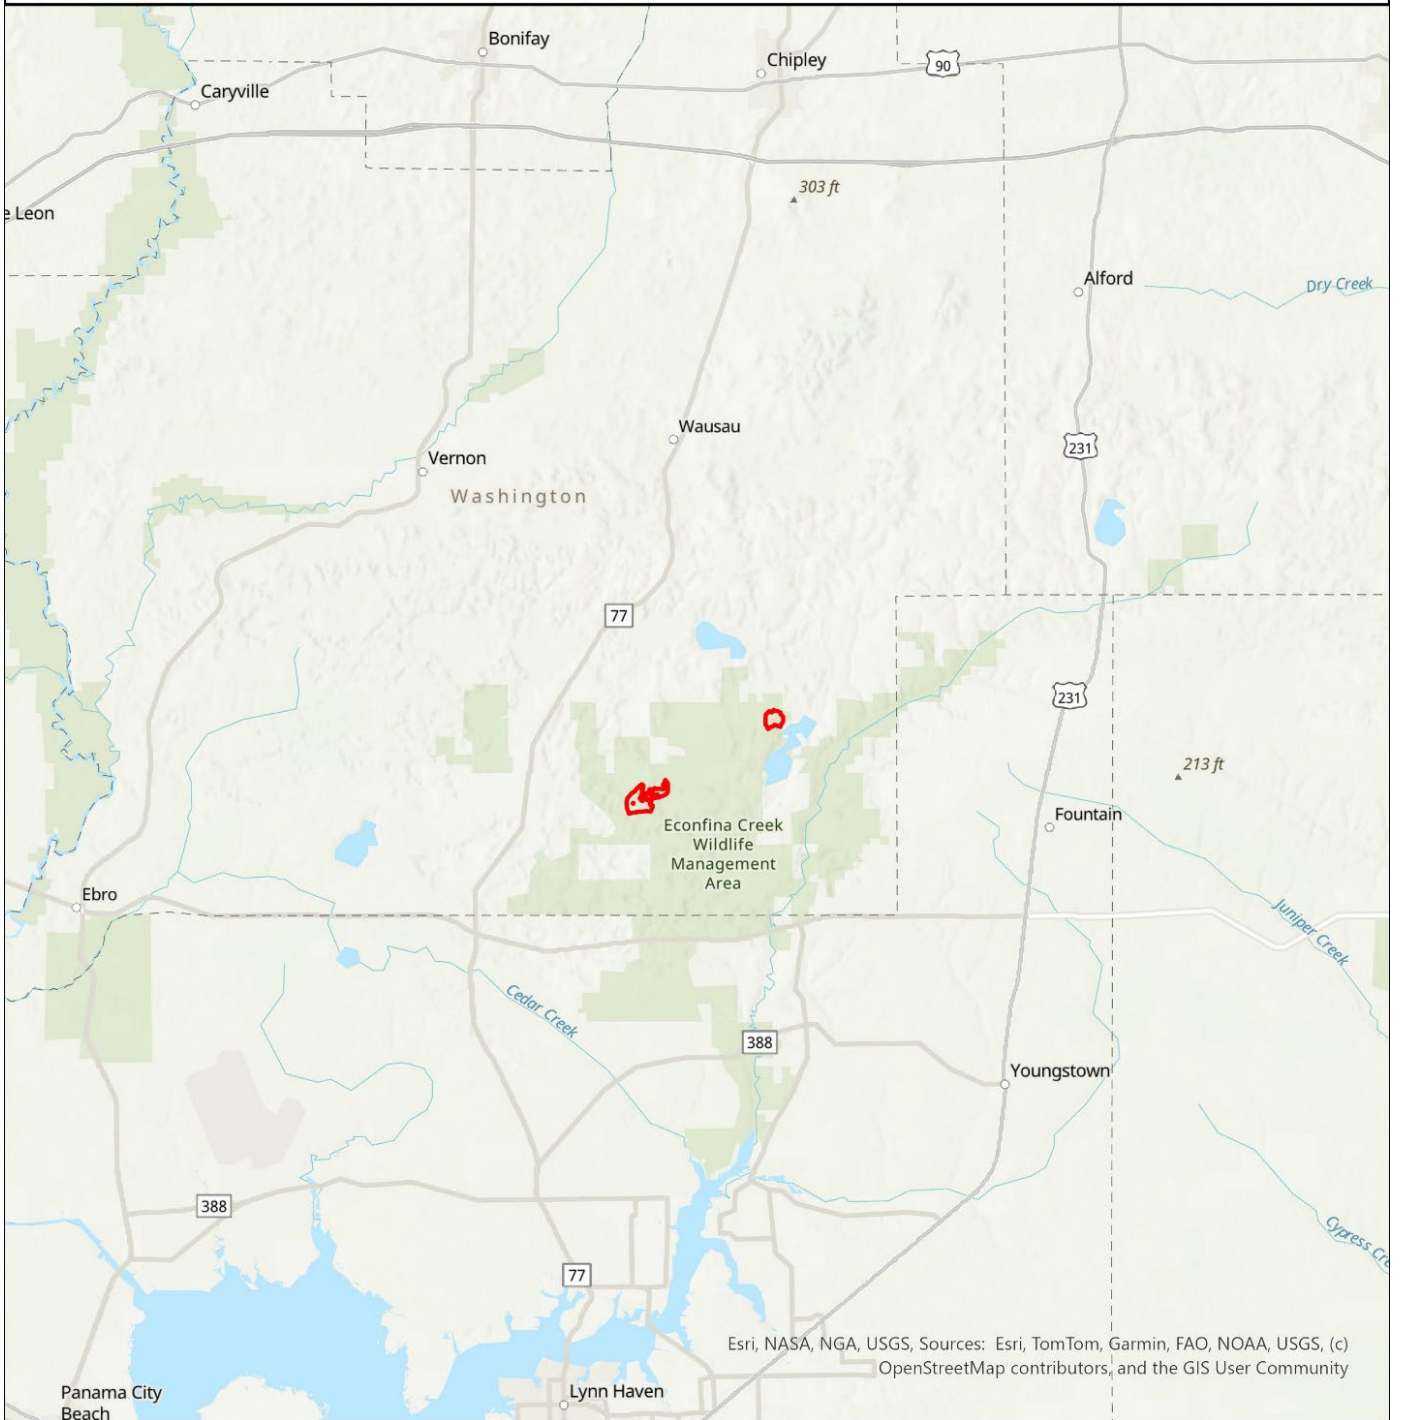 Bonifay
Chipley
90
Caryville
303 ft
e Leon
Alford
Dry Creek
Wausau
231
Vernon
Washington
77
231
213 ft
Fountain
Econfina Creek
Wildlife
Management
Area
Ebro
Juniper Creek
Cedar Creek
388
Youngstown
388
Cypress Cre
77
Esri, NASA, NGA, USGS, Sources: Esri, TomTom, Garmin, FAO, NOAA, USGS, (c)
OpenStreetMap contributors, and the GIS User Community
Panama City
Beach
Lynn Haven